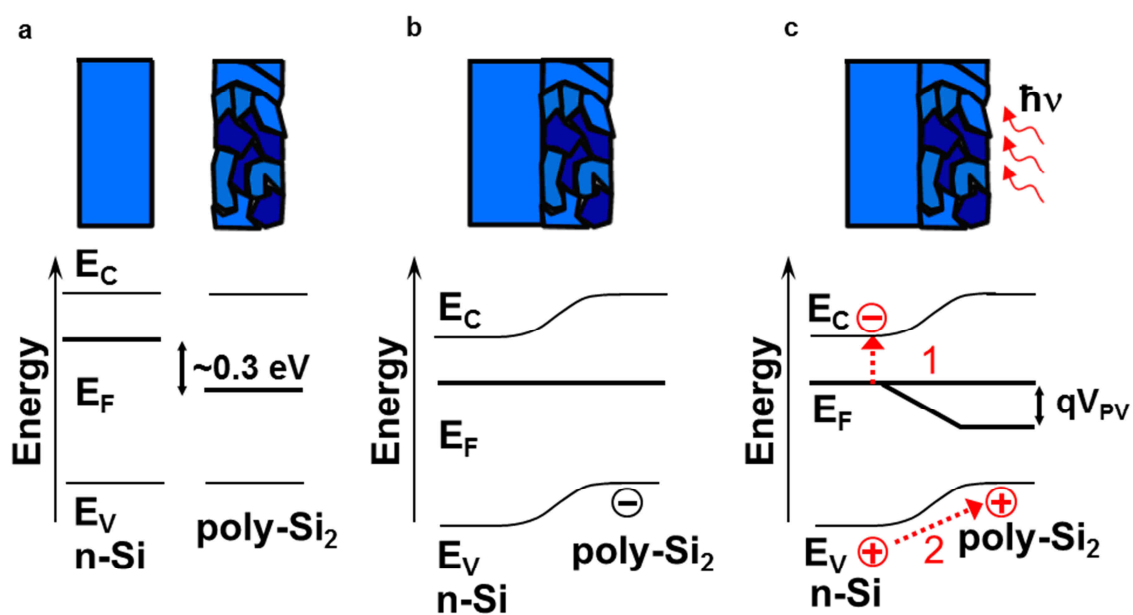 a
b
c
ħν
Energy
E_C
E_F
~0.3 eV
E_V
n-Si
poly-Si₂
Energy
E_C
E_F
⊖
E_V
n-Si
poly-Si₂
Energy
E_C
⊖
1
E_F
qV_PV
⊕
E_V
⊕
2
n-Si
poly-Si₂